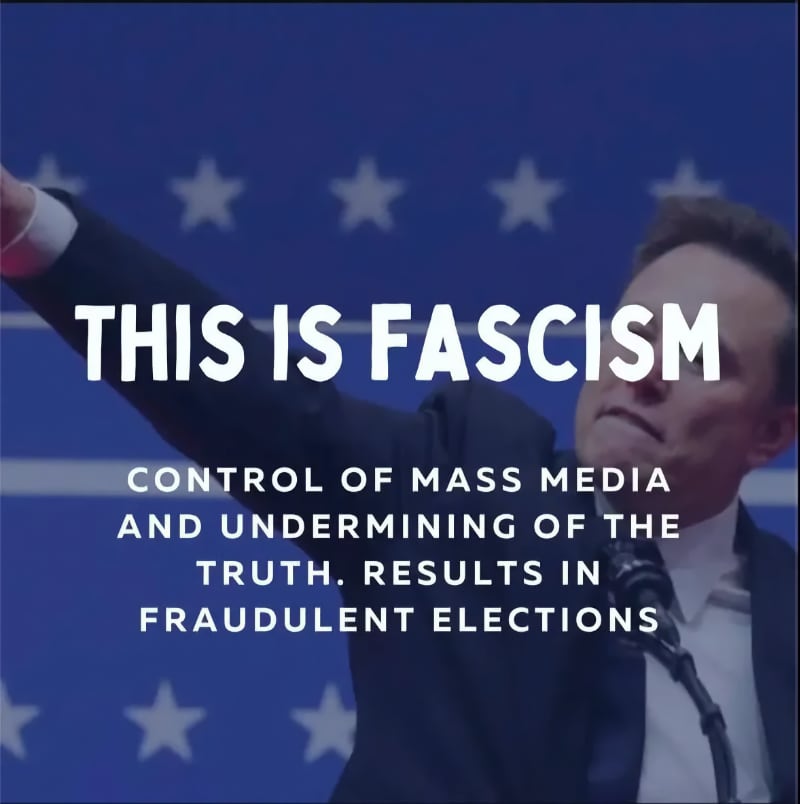 THIS IS FASCISM
CONTROL OF MASS MEDIA
AND UNDERMINING OF THE
TRUTH. RESULTS IN
FRAUDULENT ELECTIONS